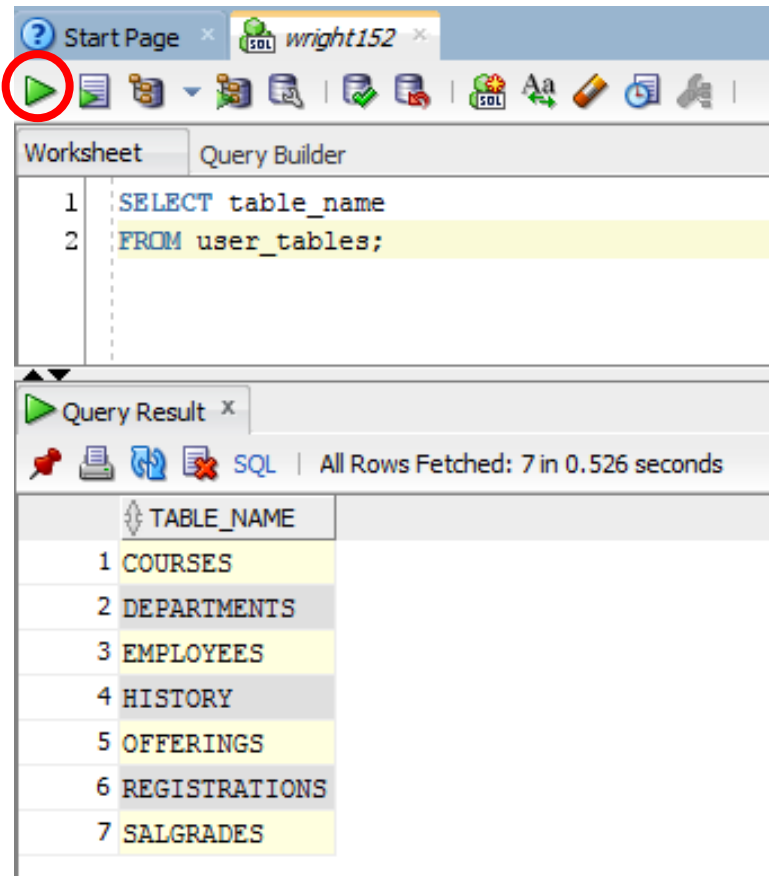 Start Page wright152
Worksheet Query Builder
1 SELECT table_name
2 FROM user_tables;
Query Result
SQL All Rows Fetched: 7 in 0.526 seconds
TABLE_NAME
1 COURSES
2 DEPARTMENTS
3 EMPLOYEES
4 HISTORY
5 OFFERINGS
6 REGISTRATIONS
7 SALGRADES